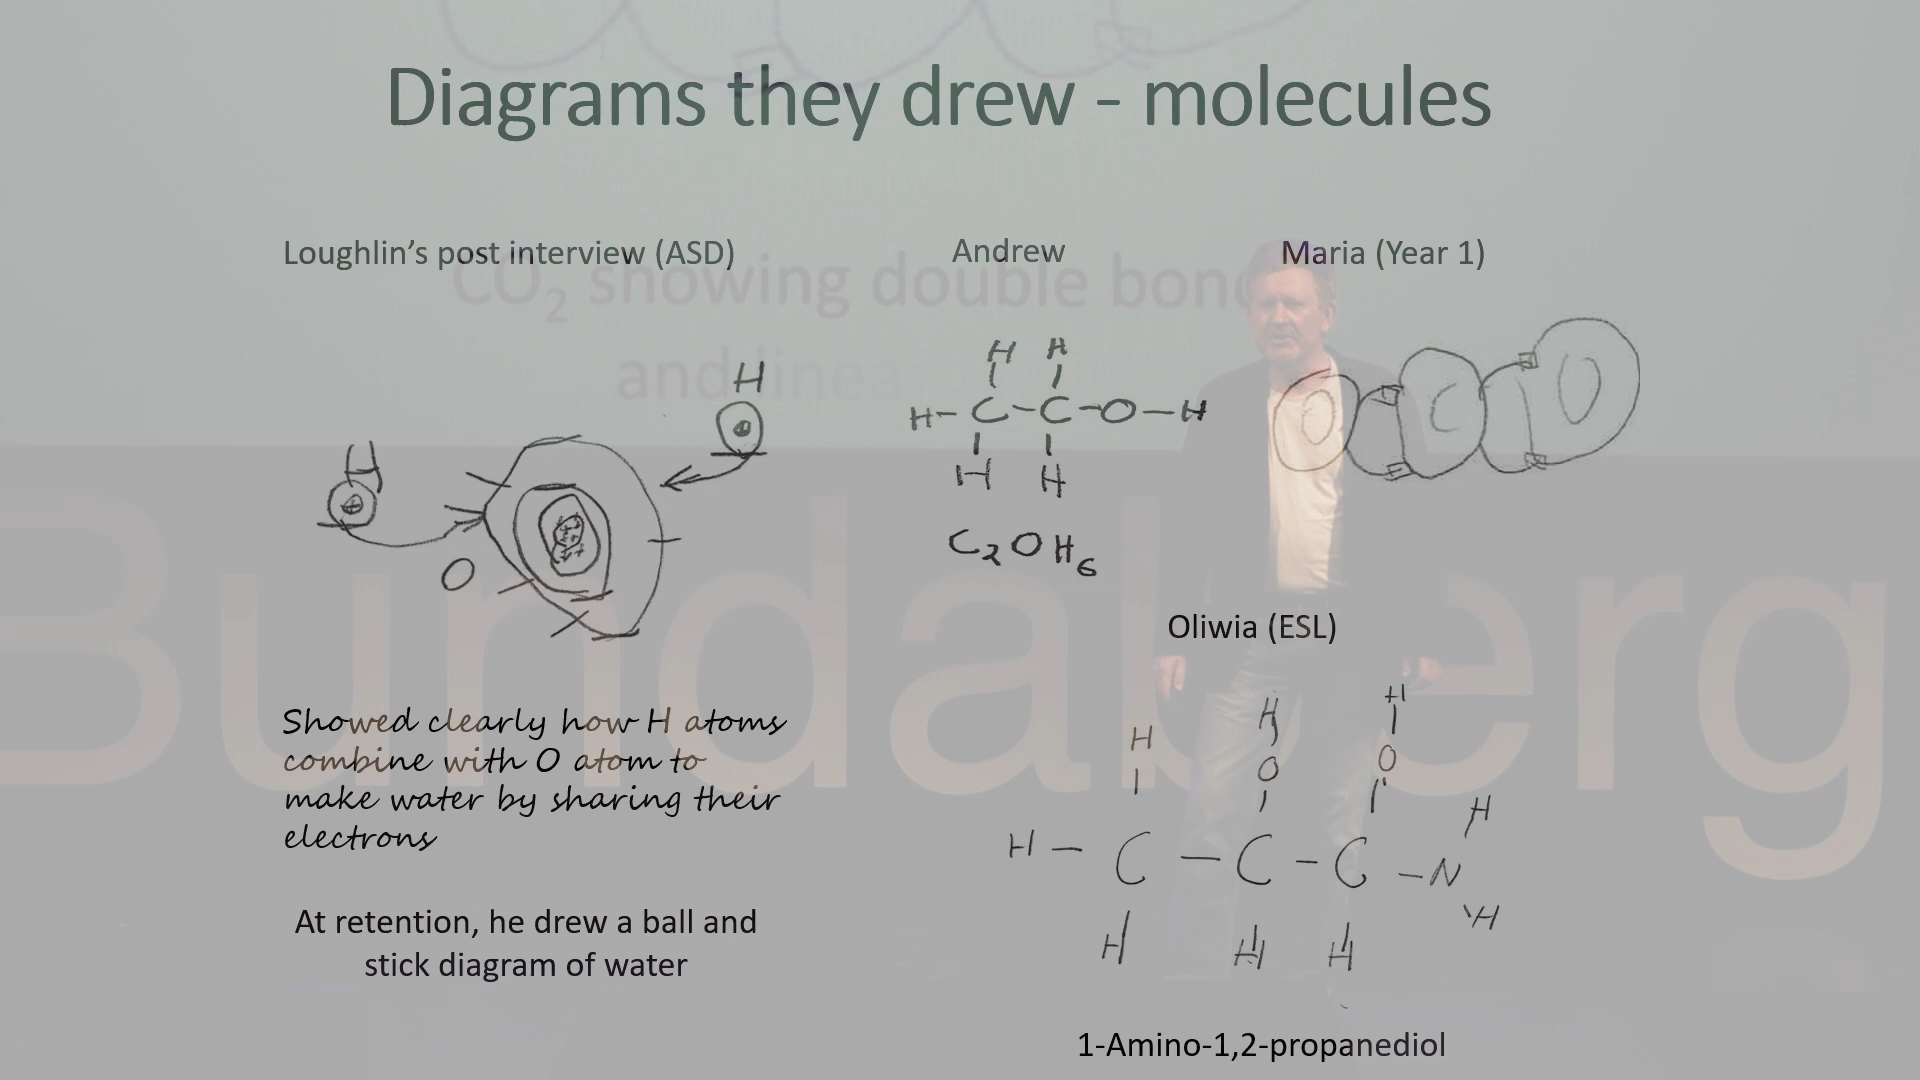 Diagrams they drew - molecules
Loughlin's post interview (ASD)
Andrew
Maria (Year 1)
CO2 showing double bond
and linea
H
H
O
H H
H-C-C-O-H
H H
C2OH6
O C O
Showed clearly how H atoms
combine with O atom to
make water by sharing their
electrons
At retention, he drew a ball and
stick diagram of water
Oliwia (ESL)
H
H H
O O
H
H - C - C - C - N
H
H H H
1-Amino-1,2-propanediol
Bundaberg